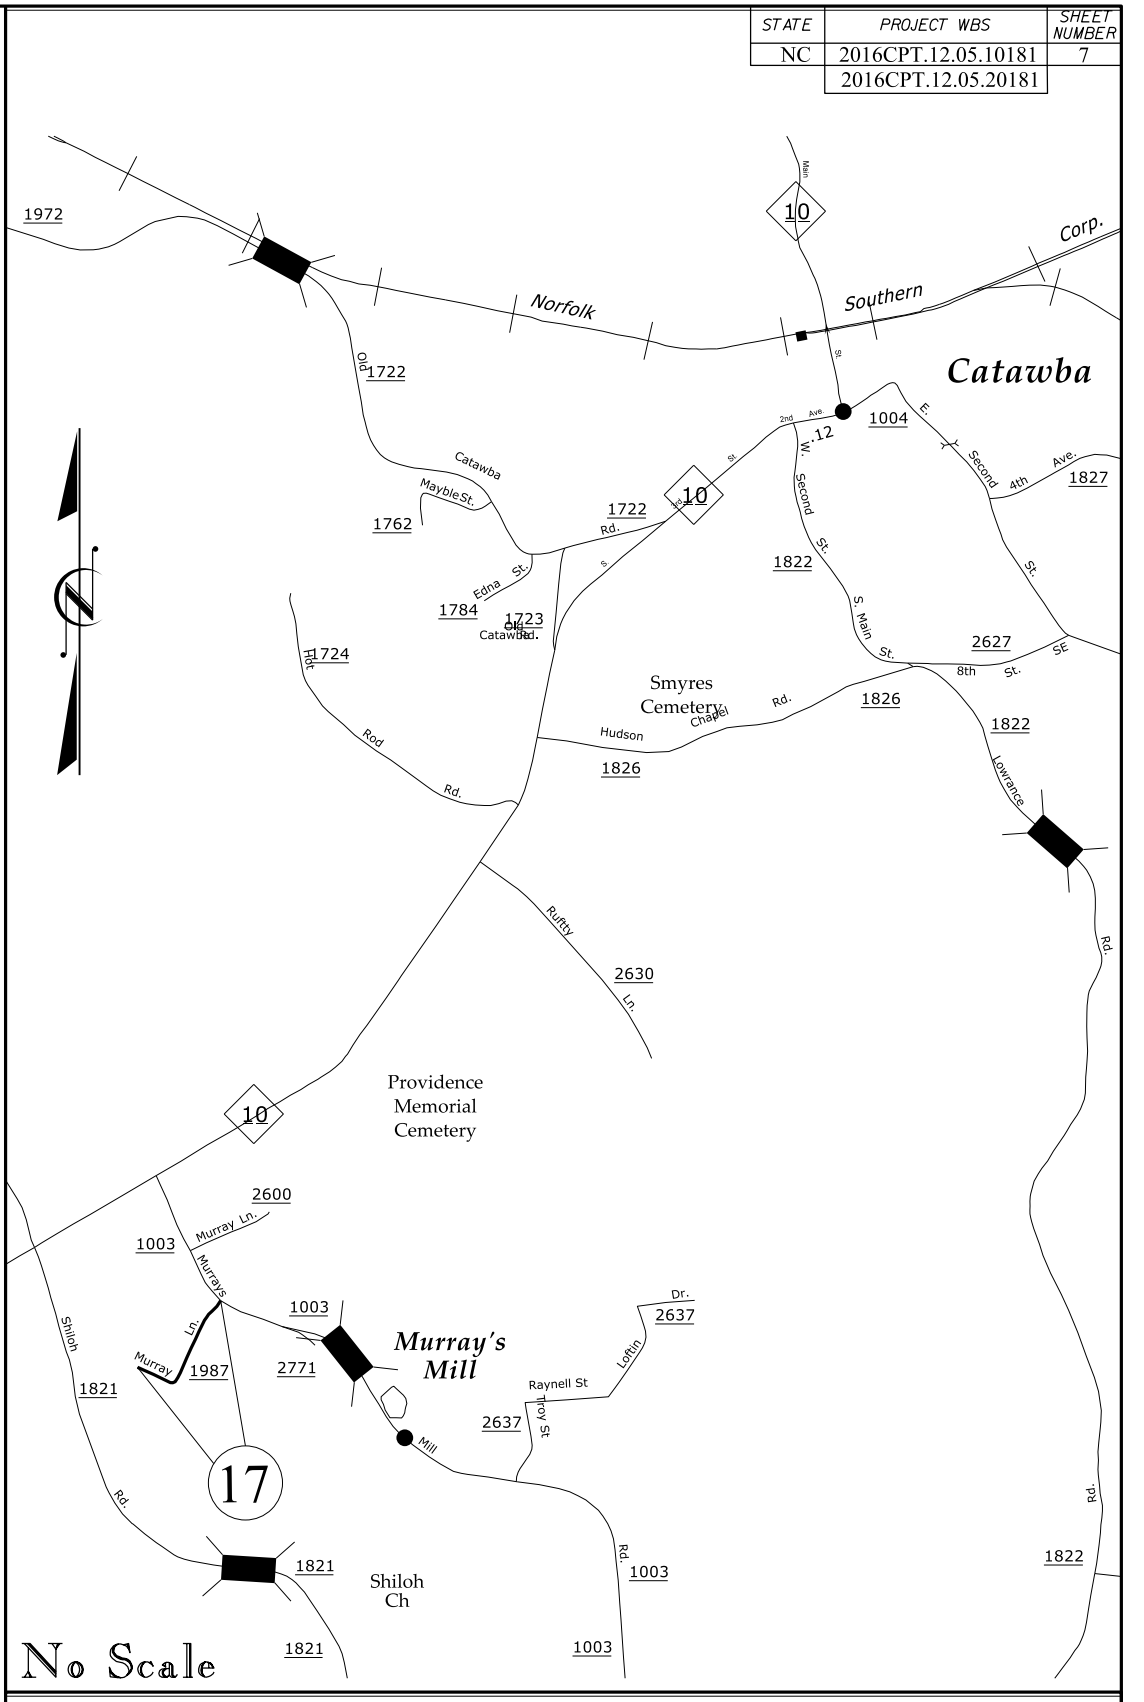 STATE PROJECT WBS SHEET NUMBER
NC 2016CPT.12.05.10181 7
2016CPT.12.05.20181
Main
1972
10
Corp.
Southern
Norfolk
St.
Old
1722
Catawba
2nd Ave.
.12
1004
E.
W.
Second
4th Ave.
1827
St.
Catawba
Mayble St.
1762
10
3rd
1722
Rd.
Second
St.
1822
S
Edna St.
1784
1723
Old
Catawba Rd.
St.
S. Main
St.
2627
SE
8th St.
Hot
1724
Smyres
Cemetery
Chapel
Rd.
1826
Hudson
1826
1822
Rod
Rd.
Lowrance
Ruftty
Rd.
2630
Ln.
Providence
Memorial
Cemetery
10
2600
Murray Ln.
1003
Murrays
1003
Dr.
2637
Shiloh
Ln.
Murray's
Mill
Loftin
Murray
1987
2771
Raynell St
1821
2637
Troy St
Mill
17
Rd.
Rd.
Rd.
1821
1003
1822
Shiloh
Ch
1821
1003
No Scale